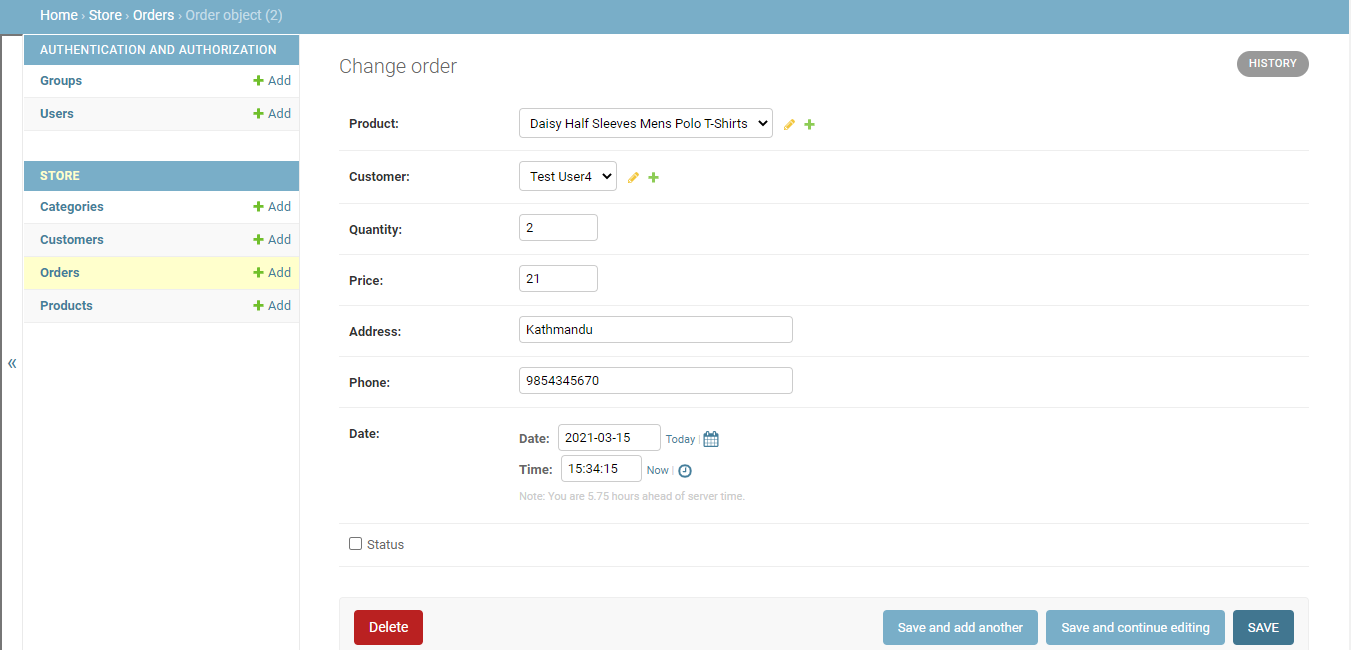 Home › Store › Orders › Order object (2)
AUTHENTICATION AND AUTHORIZATION
Groups + Add
Users + Add
STORE
Categories + Add
Customers + Add
Orders + Add
Products + Add
«
Change order
HISTORY
Product: Daisy Half Sleeves Mens Polo T-Shirts
Customer: Test User4
Quantity: 2
Price: 21
Address: Kathmandu
Phone: 9854345670
Date: Date: 2021-03-15 Today |
Time: 15:34:15 Now |
Note: You are 5.75 hours ahead of server time.
Status
Delete Save and add another Save and continue editing SAVE